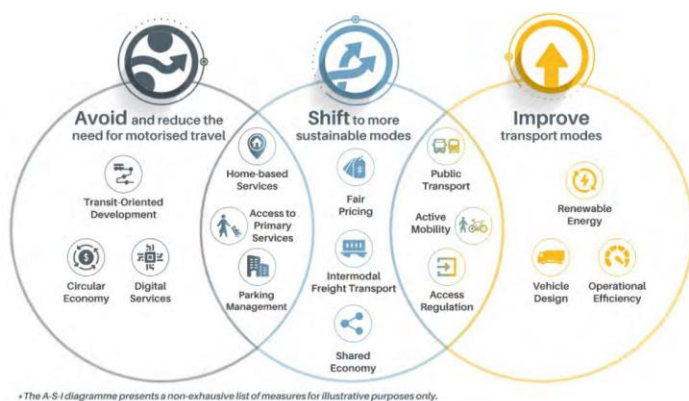 Avoid and reduce the
need for motorised travel
Shift to more
sustainable modes
Improve
transport modes
Transit-Oriented
Development
Circular
Economy
Digital
Services
Home-based
Services
Access to
Primary
Services
Parking
Management
Fair
Pricing
Intermodal
Freight Transport
Shared
Economy
Public
Transport
Active
Mobility
Access
Regulation
Renewable
Energy
Vehicle
Design
Operational
Efficiency
* The A-S-I diagramme presents a non-exhausive list of measures for illustrative purposes only.